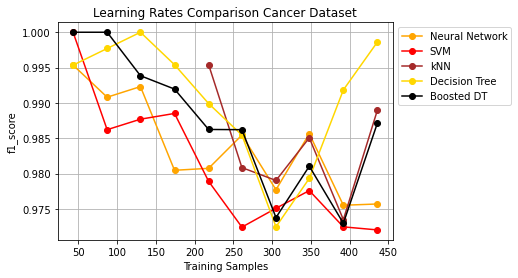 Learning Rates Comparison Cancer Dataset
1.000
0.995
0.990
0.985
0.980
0.975
f1_score
50 100 150 200 250 300 350 400 450
Training Samples
Neural Network
SVM
kNN
Decision Tree
Boosted DT